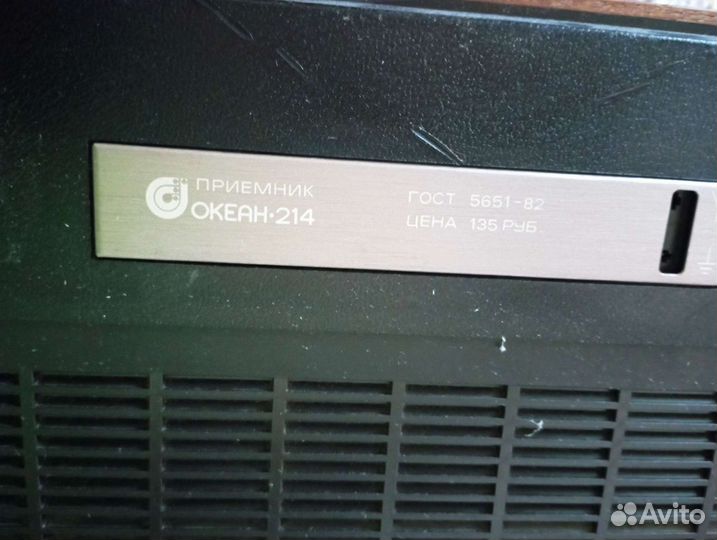 ПРИЕМНИК
ОКЕАН·214
ГОСТ 5651-82
ЦЕНА 135 РУБ.
Avito